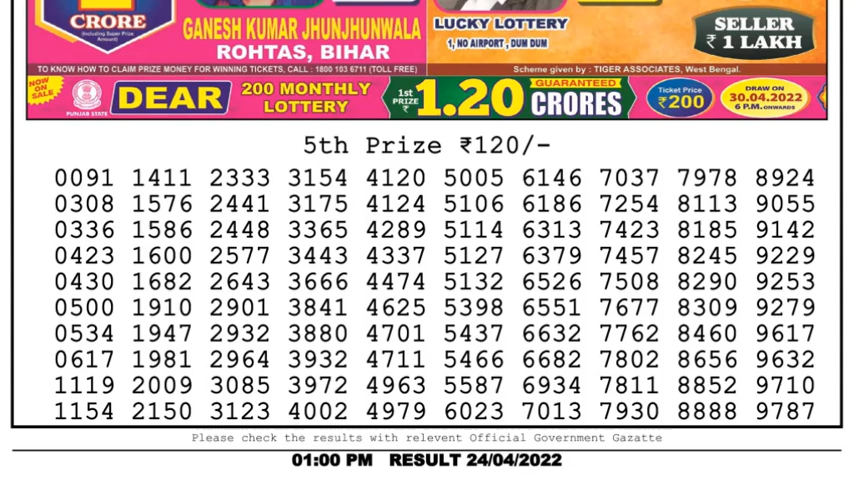 CRORE
(Including Super Prize Amount)
GANESH KUMAR JHUNJHUNWALA
ROHTAS, BIHAR
LUCKY LOTTERY
1, NO AIRPORT, DUM DUM
SELLER
₹ 1 LAKH
TO KNOW HOW TO CLAIM PRIZE MONEY FOR WINNING TICKETS, CALL : 1800 103 6711 (TOLL FREE)
Scheme given by : TIGER ASSOCIATES, West Bengal.
NOW ON SALE
PUNJAB STATE
DEAR
200 MONTHLY
LOTTERY
1st PRIZE ₹
1.20
GUARANTEED
CRORES
Ticket Price
₹200
DRAW ON
30.04.2022
6 P.M. ONWARDS
5th Prize ₹120/-
0091 1411 2333 3154 4120 5005 6146 7037 7978 8924
0308 1576 2441 3175 4124 5106 6186 7254 8113 9055
0336 1586 2448 3365 4289 5114 6313 7423 8185 9142
0423 1600 2577 3443 4337 5127 6379 7457 8245 9229
0430 1682 2643 3666 4474 5132 6526 7508 8290 9253
0500 1910 2901 3841 4625 5398 6551 7677 8309 9279
0534 1947 2932 3880 4701 5437 6632 7762 8460 9617
0617 1981 2964 3932 4711 5466 6682 7802 8656 9632
1119 2009 3085 3972 4963 5587 6934 7811 8852 9710
1154 2150 3123 4002 4979 6023 7013 7930 8888 9787
Please check the results with relevent Official Government Gazatte
01:00 PM RESULT 24/04/2022